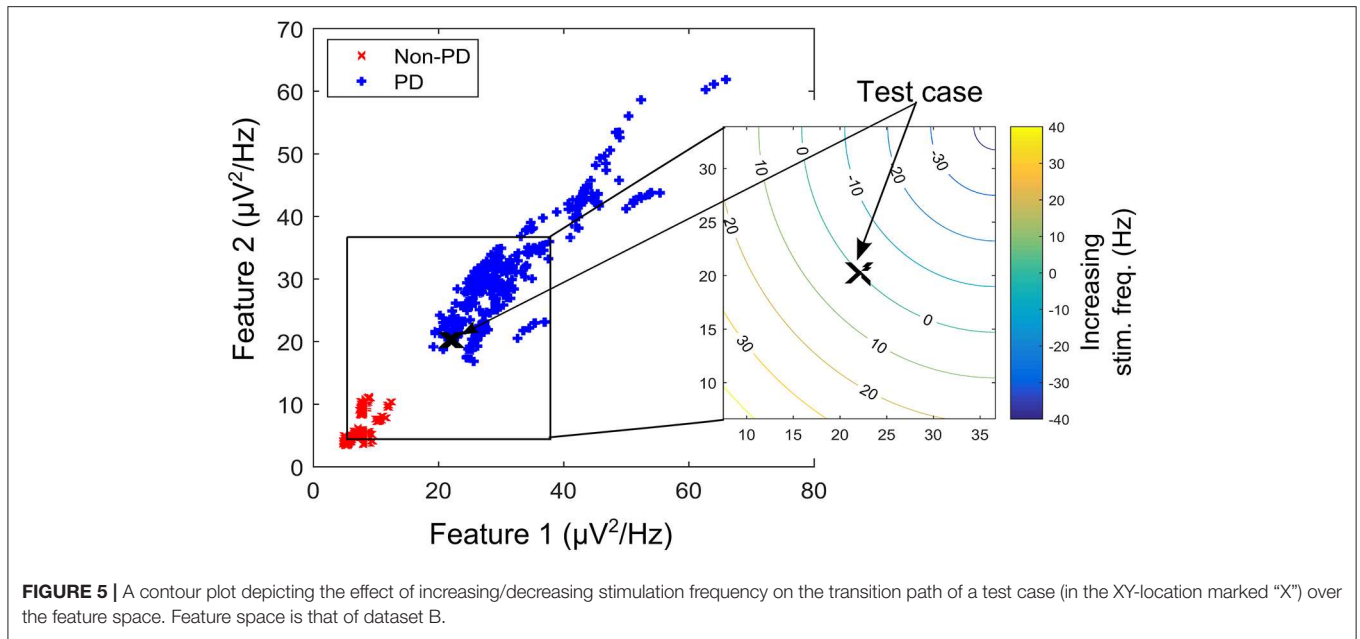 70
60
50
40
30
20
10
0
Feature 2 (µV²/Hz)
Non-PD
PD
0 20 40 60 80
Feature 1 (µV²/Hz)
Test case
30
25
20
15
10
10 15 20 25 30 35
10 0 -10 20 -30
20 0
10
30 20
40
30
20
10
0
-10
-20
-30
-40
Increasing
stim. freq. (Hz)
FIGURE 5 | A contour plot depicting the effect of increasing/decreasing stimulation frequency on the transition path of a test case (in the XY-location marked “X”) over
the feature space. Feature space is that of dataset B.